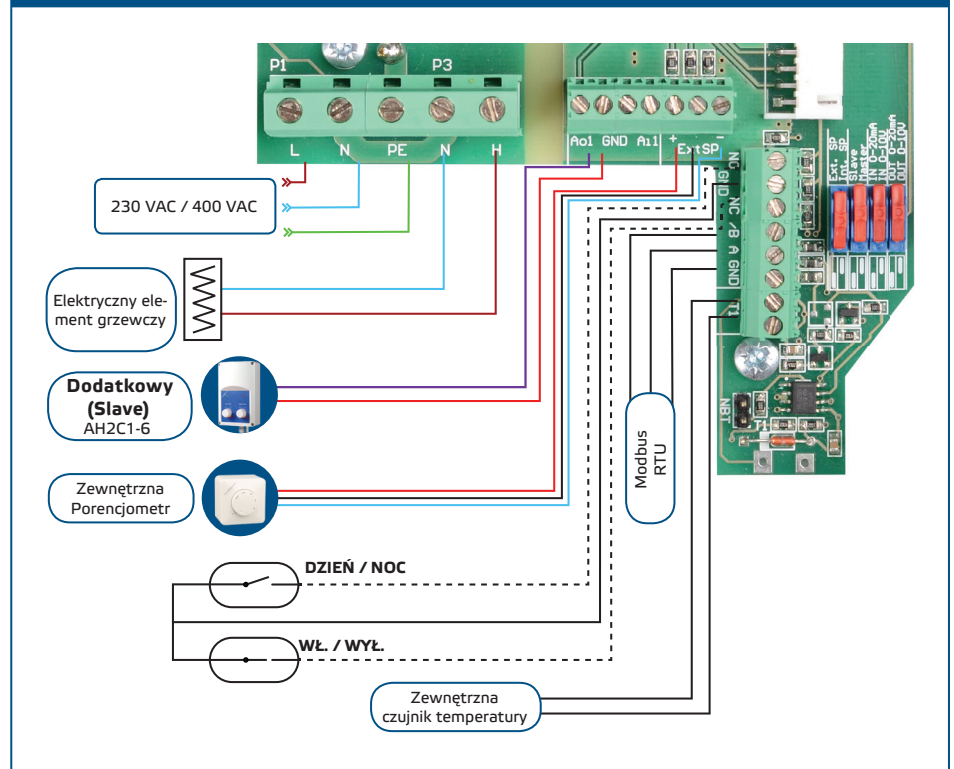 P1 P3
L N PE N H
Ao1 GND Ai1 + ExtSP -
NO
GND
NC
/B
A
GND
T1
Ext. SP
Int. SP
Slave
Master
IN 0-20mA
IN 0-10V
OUT 0-20mA
OUT 0-10V
NBT
T1
230 VAC / 400 VAC
Elektryczny ele-
ment grzewczy
Dodatkowy
(Slave)
AH2C1-6
Zewnętrzna
Porencjometr
Modbus
RTU
DZIEŃ / NOC
WŁ. / WYŁ.
Zewnętrzna
czujnik temperatury